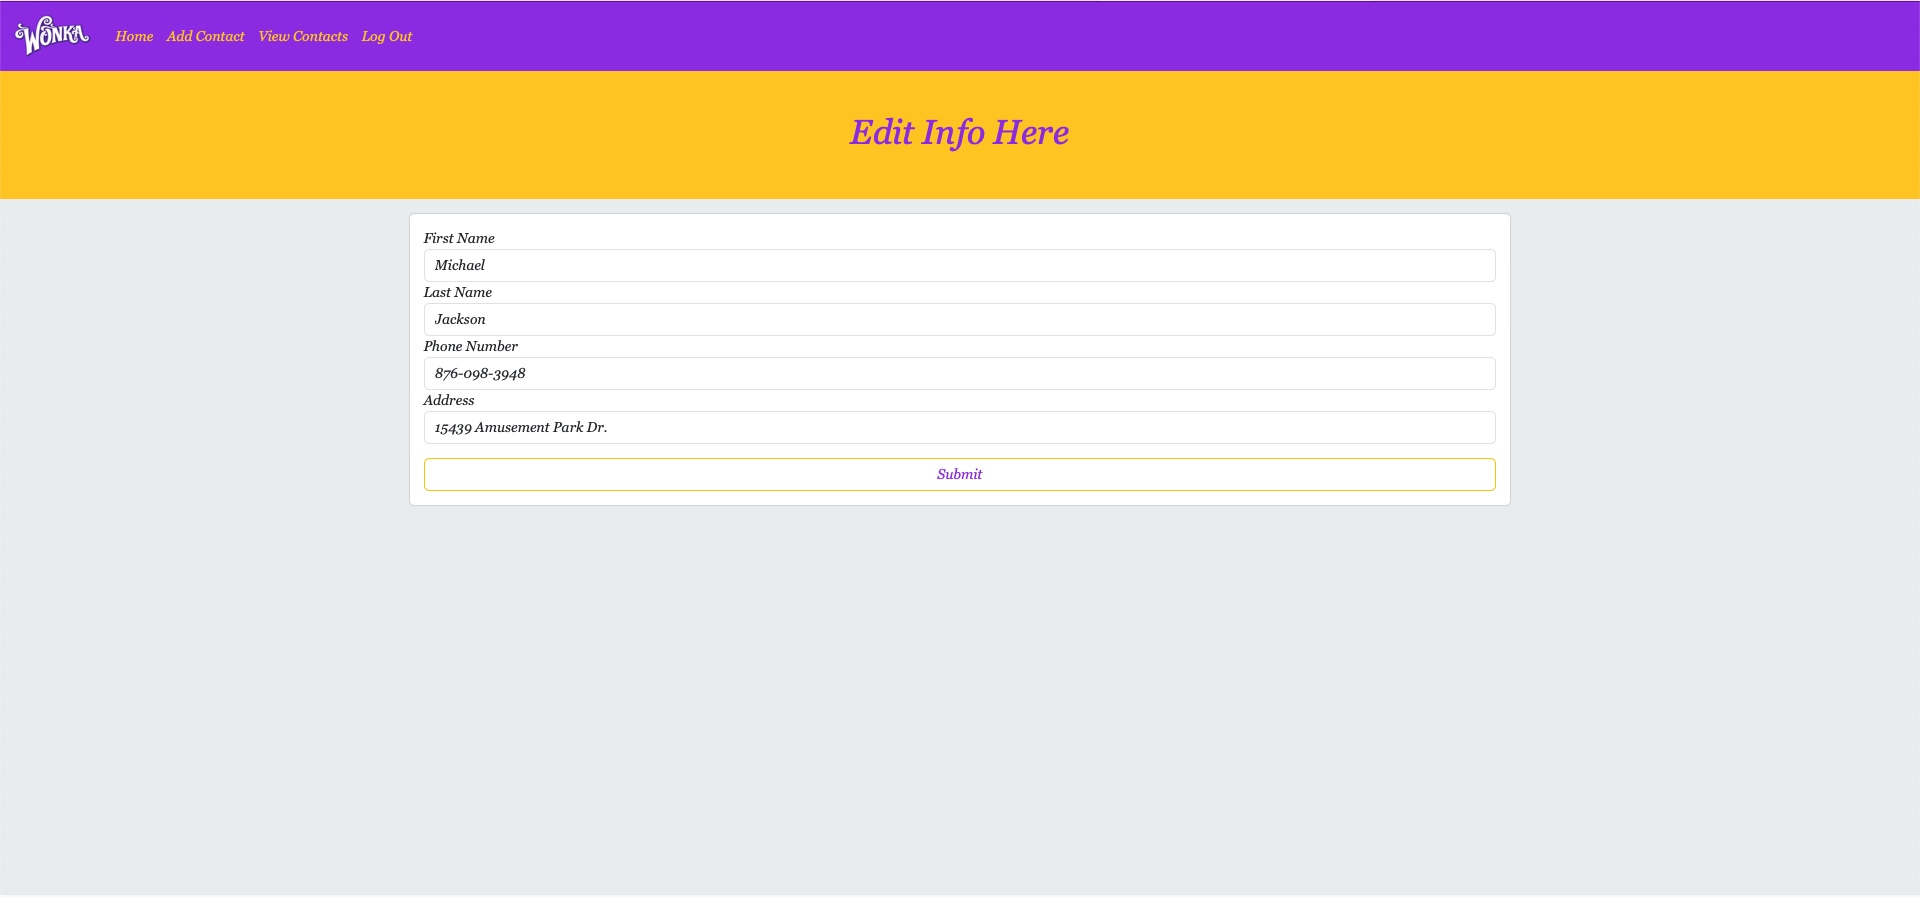 WONKA Home Add Contact View Contacts Log Out
Edit Info Here
First Name
Michael
Last Name
Jackson
Phone Number
876-098-3948
Address
15439 Amusement Park Dr.
Submit